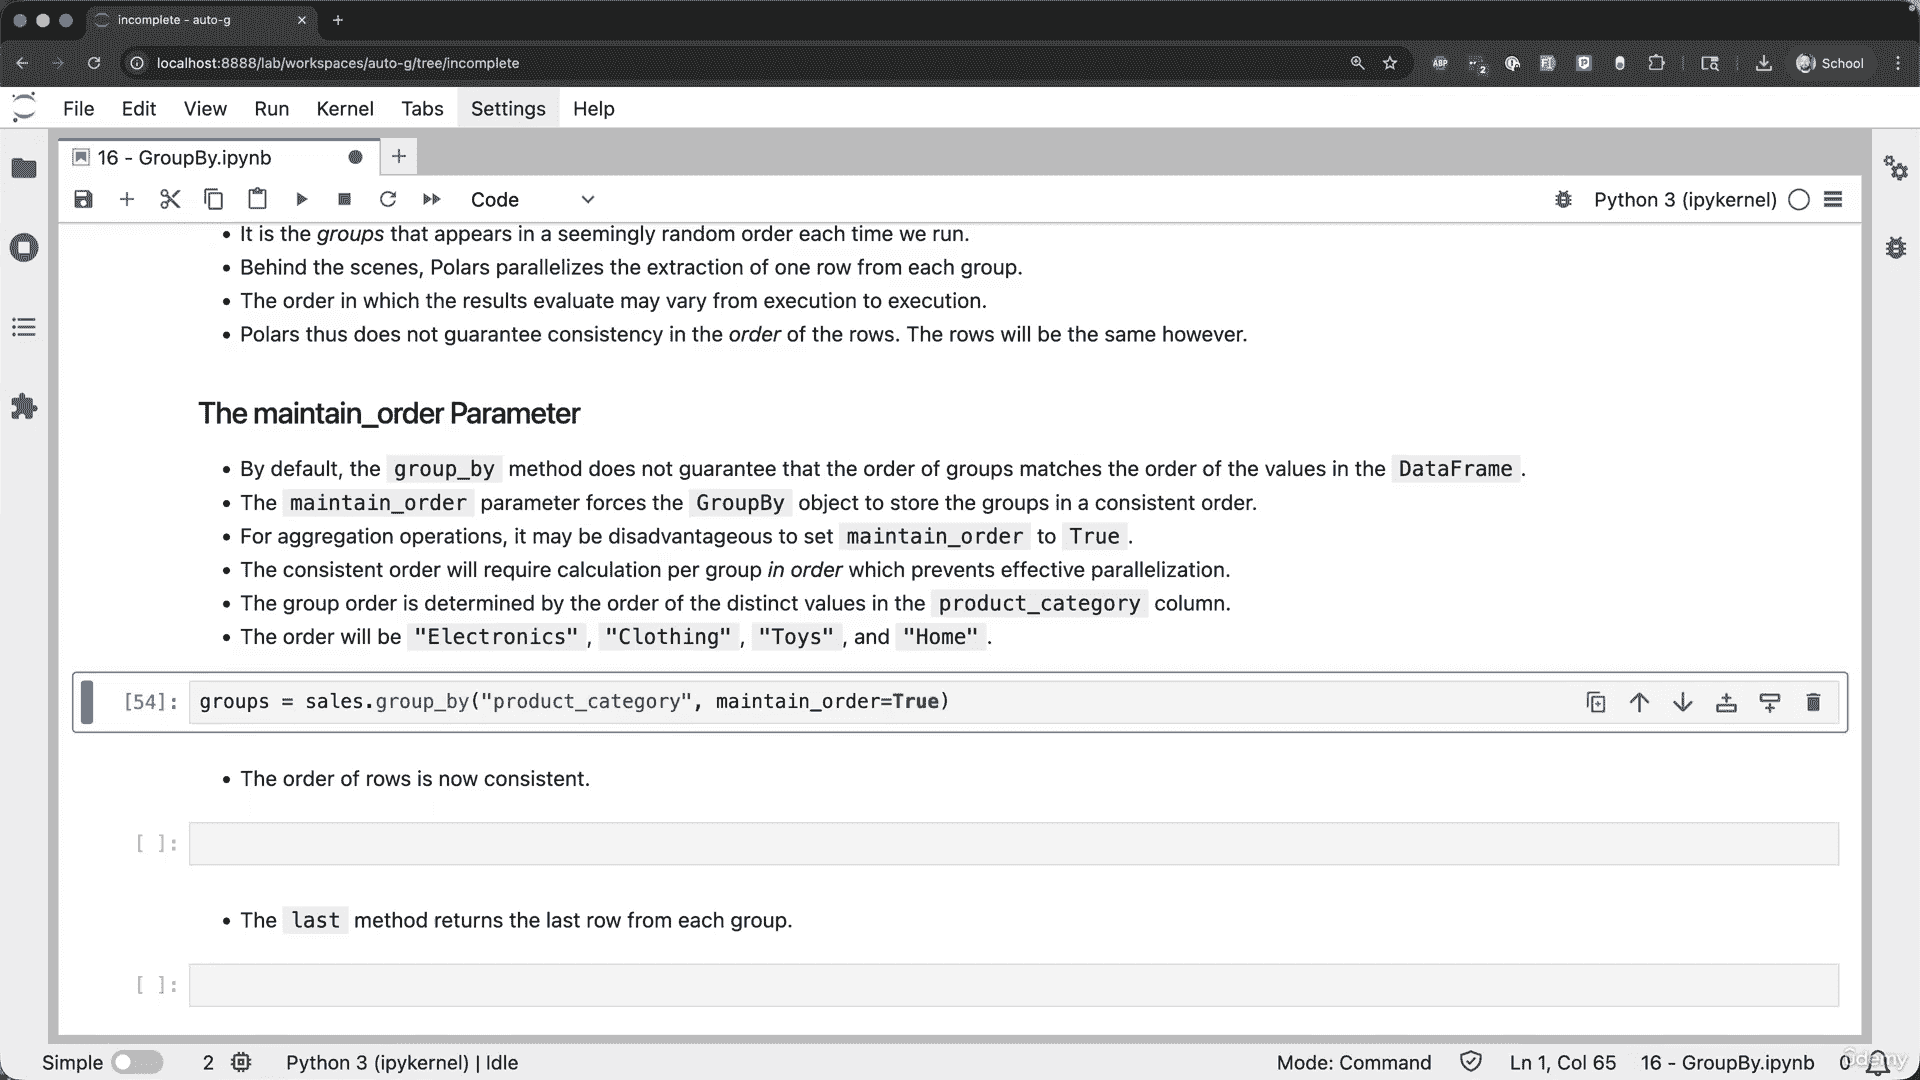 incomplete - auto-g
localhost:8888/lab/workspaces/auto-g/tree/incomplete
ABP
2
School
File Edit View Run Kernel Tabs Settings Help
16 - GroupBy.ipynb
Code
Python 3 (ipykernel)
• It is the groups that appears in a seemingly random order each time we run.
• Behind the scenes, Polars parallelizes the extraction of one row from each group.
• The order in which the results evaluate may vary from execution to execution.
• Polars thus does not guarantee consistency in the order of the rows. The rows will be the same however.
The maintain_order Parameter
• By default, the group_by method does not guarantee that the order of groups matches the order of the values in the DataFrame.
• The maintain_order parameter forces the GroupBy object to store the groups in a consistent order.
• For aggregation operations, it may be disadvantageous to set maintain_order to True.
• The consistent order will require calculation per group in order which prevents effective parallelization.
• The group order is determined by the order of the distinct values in the product_category column.
• The order will be "Electronics", "Clothing", "Toys", and "Home".
[54]: groups = sales.group_by("product_category", maintain_order=True)
• The order of rows is now consistent.
[ ]:
• The last method returns the last row from each group.
[ ]:
Simple 2 Python 3 (ipykernel) | Idle Mode: Command Ln 1, Col 65 16 - GroupBy.ipynb 0
udemy